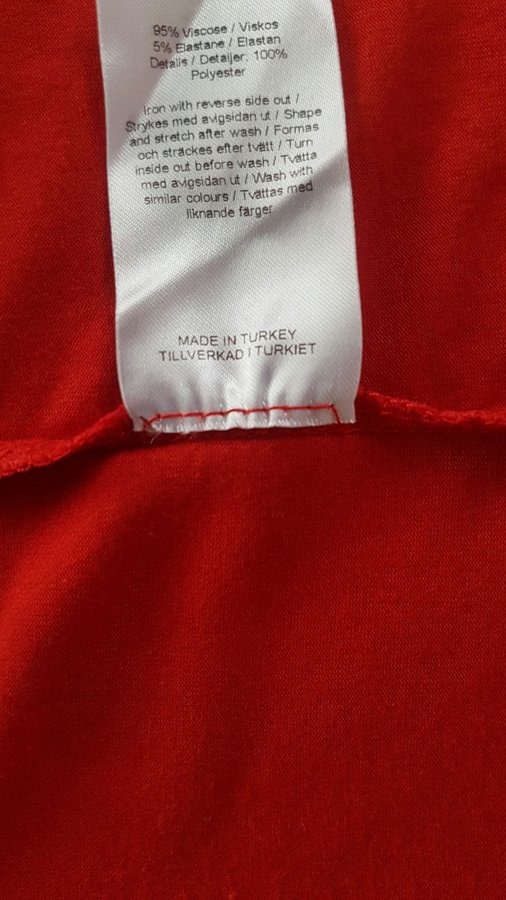 95% Viscose / Viskos
5% Elastane / Elastan
Details / Detaljer: 100%
Polyester
Iron with reverse side out /
Strykes med avigsidan ut / Shape
and stretch after wash / Formas
och sträckes efter tvätt / Turn
inside out before wash / Tvätta
med avigsidan ut / Wash with
similar colours / Tvättas med
liknande färger
MADE IN TURKEY
TILLVERKAD I TURKIET